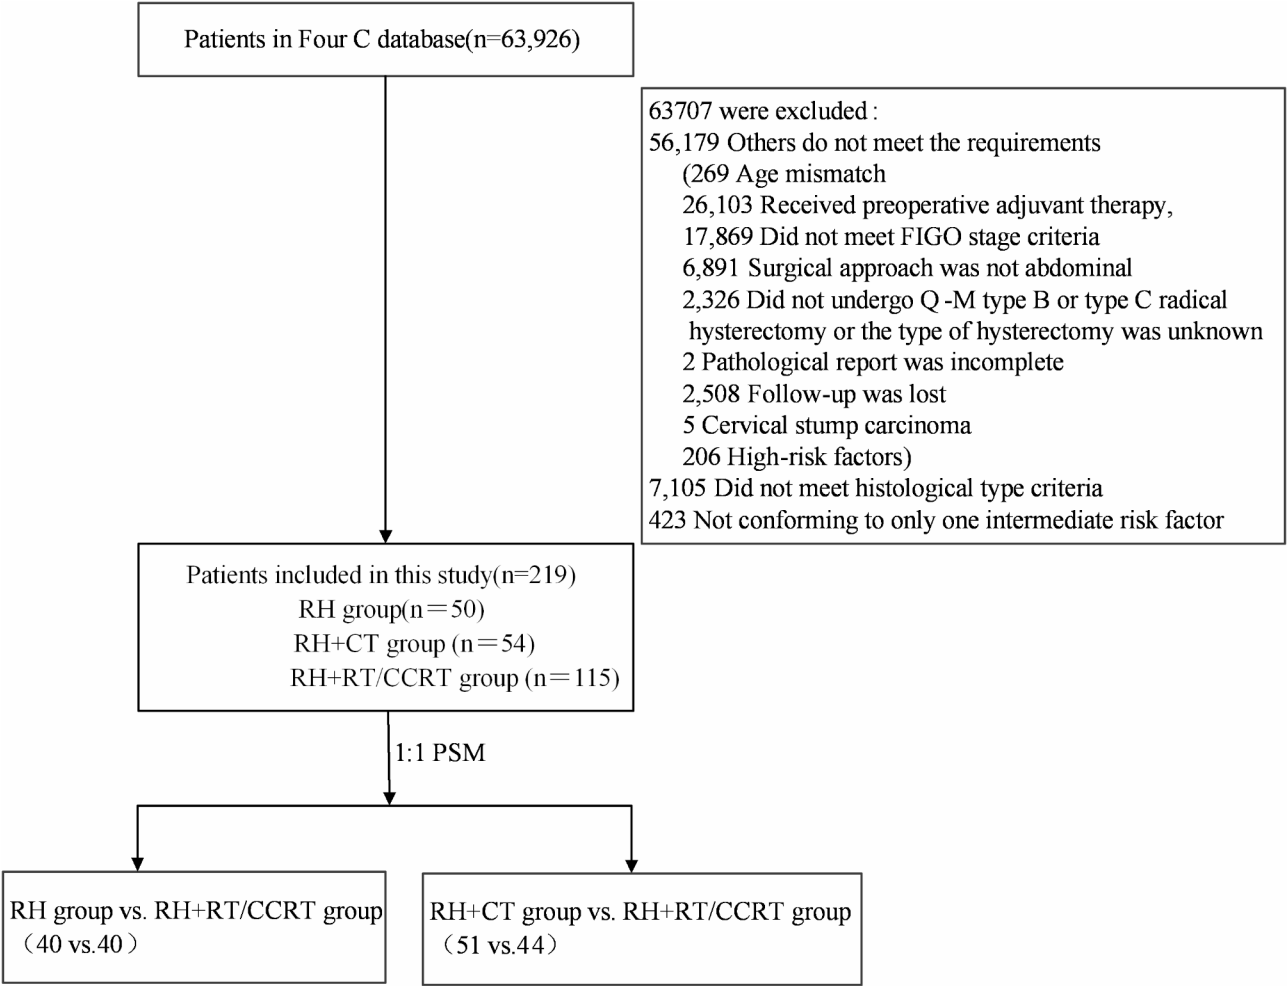 Patients in Four C database(n=63,926)
63707 were excluded :
56,179 Others do not meet the requirements
(269 Age mismatch
26,103 Received preoperative adjuvant therapy,
17,869 Did not meet FIGO stage criteria
6,891 Surgical approach was not abdominal
2,326 Did not undergo Q -M type B or type C radical
hysterectomy or the type of hysterectomy was unknown
2 Pathological report was incomplete
2,508 Follow-up was lost
5 Cervical stump carcinoma
206 High-risk factors)
7,105 Did not meet histological type criteria
423 Not conforming to only one intermediate risk factor
Patients included in this study(n=219)
RH group(n＝50)
RH+CT group (n＝54)
RH+RT/CCRT group (n＝115)
1:1 PSM
RH group vs. RH+RT/CCRT group
（40 vs.40）
RH+CT group vs. RH+RT/CCRT group
（51 vs.44）